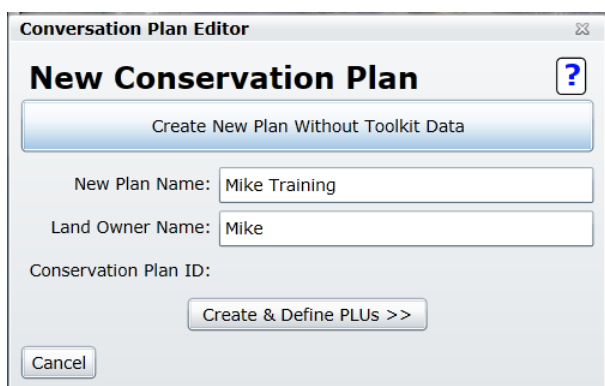 Conversation Plan Editor
New Conservation Plan ?
Create New Plan Without Toolkit Data
New Plan Name: Mike Training
Land Owner Name: Mike
Conservation Plan ID:
Create & Define PLUs >>
Cancel